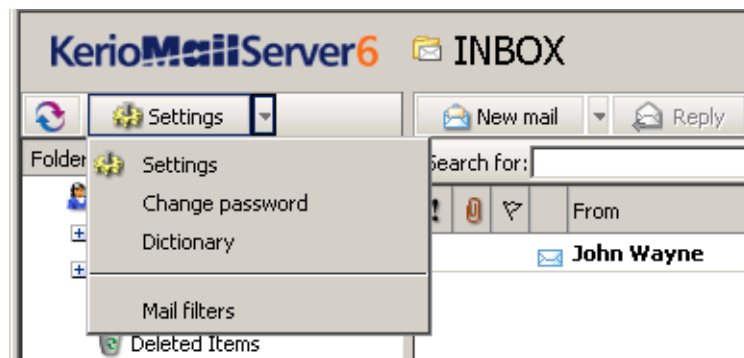 KerioMailServer6 INBOX
Settings New mail Reply
Folder
Search for:
Settings
Change password
! From
Dictionary
John Wayne
Mail filters
Deleted Items